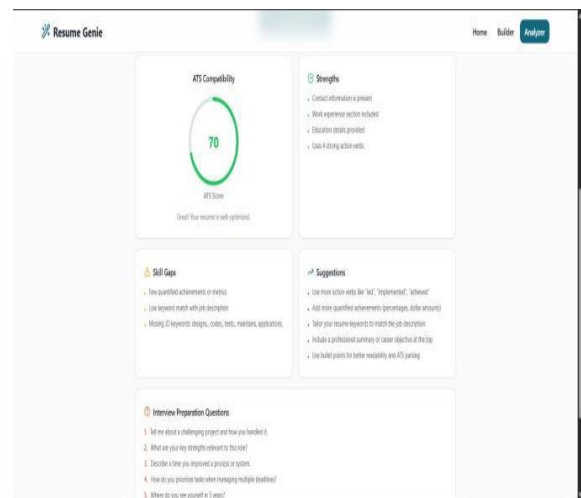 Resume Genie
Home Builder Analyzer
ATS Compatibility
70
ATS Score
Great! Your resume is well-optimized.
Strengths
Contact information is present
Work experience section included
Education details provided
Uses 4 strong action verbs
Skill Gaps
Few quantified achievements or metrics
Low keyword match with job description
Missing JD keywords: designs, codes, tests, maintains, applications.
Suggestions
Use more action verbs like "led", "implemented", "achieved"
Add more quantified achievements (percentages, dollar amounts)
Tailor your resume keywords to match the job description
Include a professional summary or career objective at the top
Use bullet points for better readability and ATS parsing
Interview Preparation Questions
1. Tell me about a challenging project and how you handled it.
2. What are your key strengths relevant to this role?
3. Describe a time you improved a process or system.
4. How do you prioritize tasks when managing multiple deadlines?
5. Where do you see yourself in 5 years?